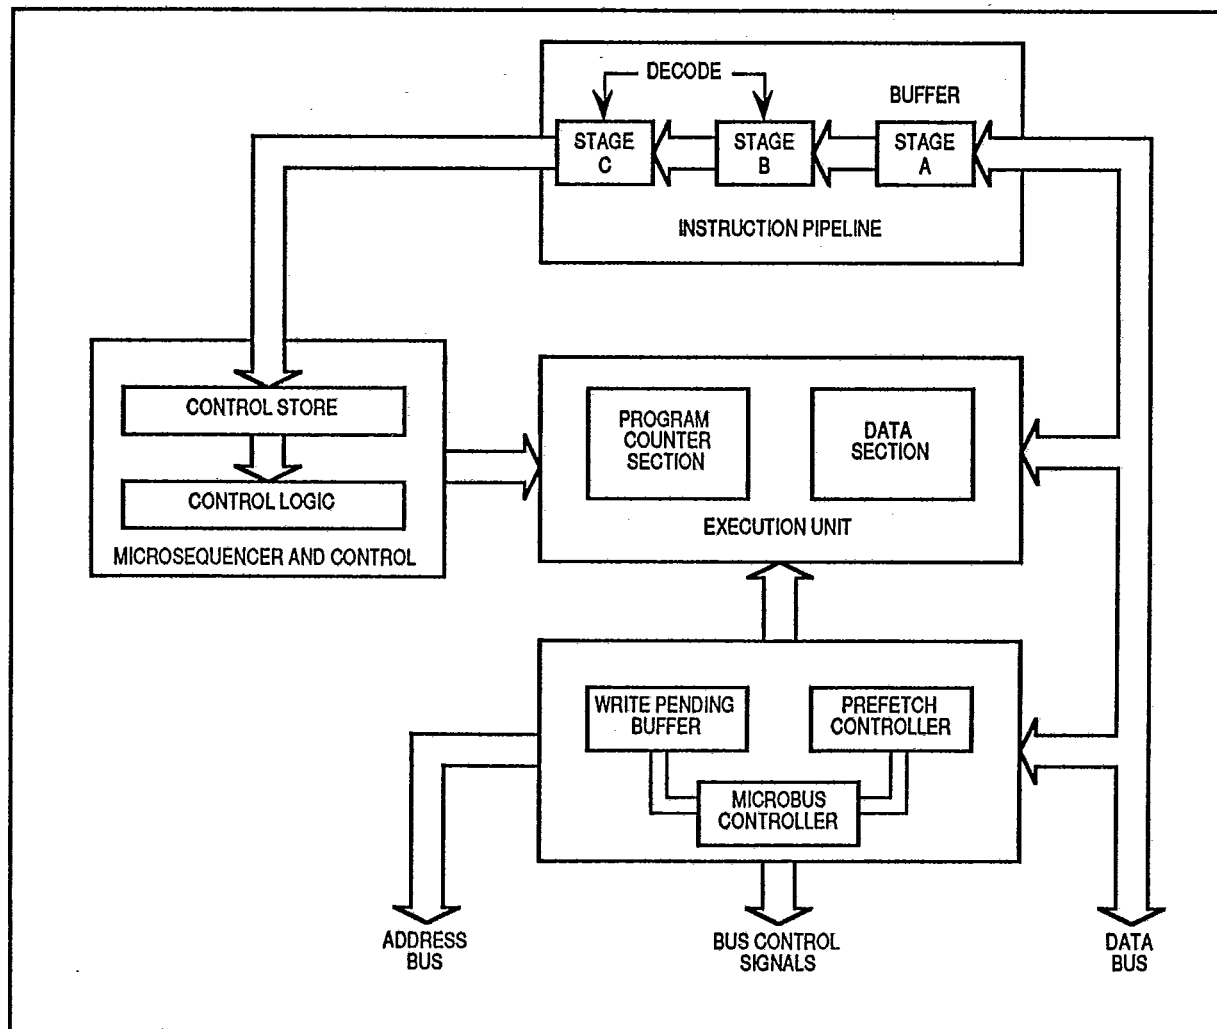 DECODE
BUFFER
STAGE
C
STAGE
B
STAGE
A
INSTRUCTION PIPELINE
CONTROL STORE
CONTROL LOGIC
MICROSEQUENCER AND CONTROL
PROGRAM
COUNTER
SECTION
DATA
SECTION
EXECUTION UNIT
WRITE PENDING
BUFFER
PREFETCH
CONTROLLER
MICROBUS
CONTROLLER
ADDRESS
BUS
BUS CONTROL
SIGNALS
DATA
BUS